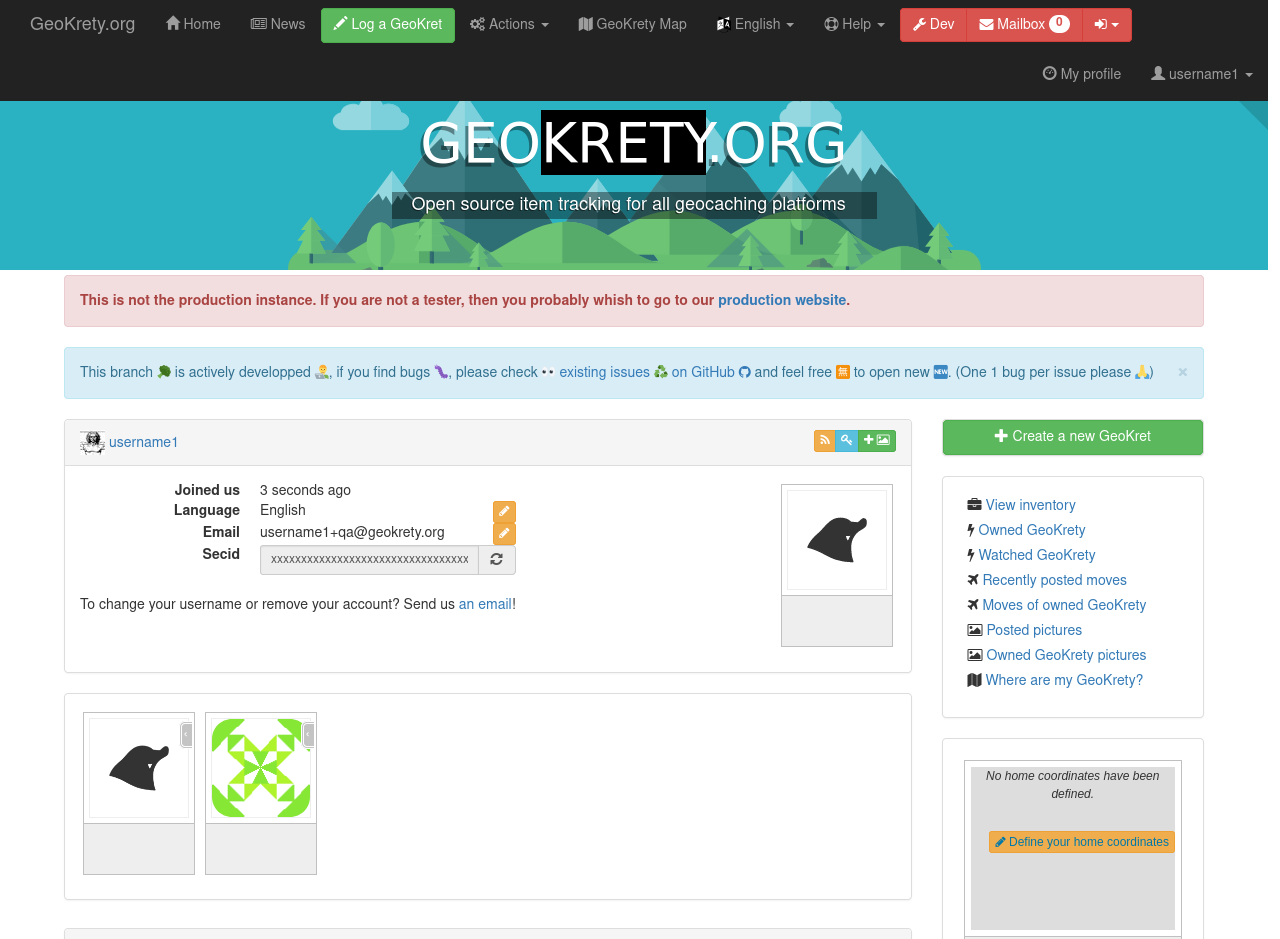 GeoKrety.org Home News Log a GeoKret Actions GeoKrety Map English Help Dev Mailbox 0
My profile username1
GEOKRETY.ORG
Open source item tracking for all geocaching platforms
This is not the production instance. If you are not a tester, then you probably whish to go to our production website.
This branch 🥦 is actively developped 👨‍💻, if you find bugs 🐛, please check 👀 existing issues ♻ on GitHub and feel free 🈚 to open new 🆕. (One 1 bug per issue please 🙏) ×
username1
Joined us 3 seconds ago
Language English
Email username1+qa@geokrety.org
Secid xxxxxxxxxxxxxxxxxxxxxxxxxxxxxxxxx
To change your username or remove your account? Send us an email!
Create a new GeoKret
View inventory
Owned GeoKrety
Watched GeoKrety
Recently posted moves
Moves of owned GeoKrety
Posted pictures
Owned GeoKrety pictures
Where are my GeoKrety?
No home coordinates have been
defined.
Define your home coordinates